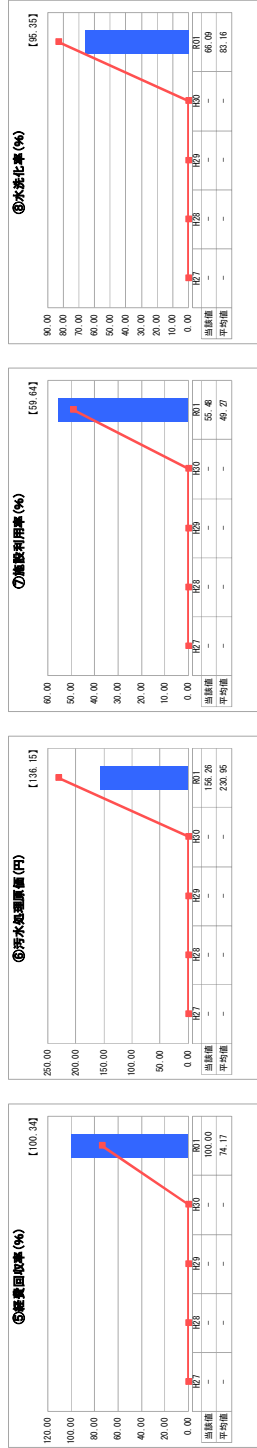 ⑤経費回収率(%)
【100.34】
120.00
100.00
80.00
60.00
40.00
20.00
0.00
H27 H28 H29 H30 R01
当該値 - - - - 100.00
平均値 - - - - 74.17
⑥汚水処理原価(円)
【136.15】
250.00
200.00
150.00
100.00
50.00
0.00
H27 H28 H29 H30 R01
当該値 - - - - 156.26
平均値 - - - - 230.95
⑦施設利用率(%)
【59.64】
60.00
50.00
40.00
30.00
20.00
10.00
0.00
H27 H28 H29 H30 R01
当該値 - - - - 55.48
平均値 - - - - 49.27
⑧水洗化率(%)
【95.35】
90.00
80.00
70.00
60.00
50.00
40.00
30.00
20.00
10.00
0.00
H27 H28 H29 H30 R01
当該値 - - - - 66.09
平均値 - - - - 83.16